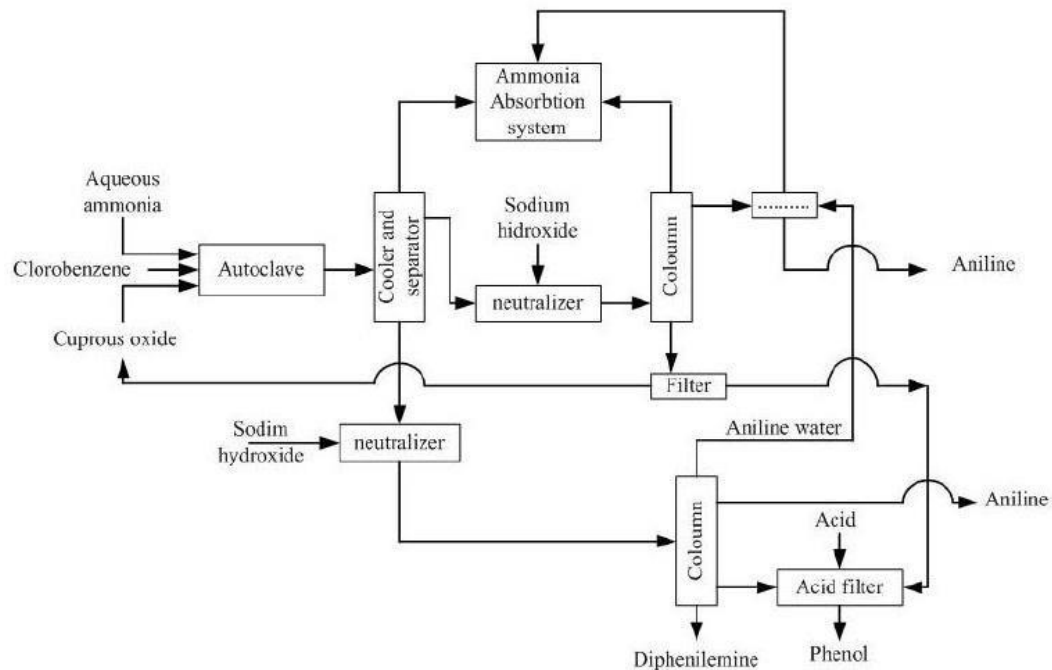 Ammonia
Absorbtion
system
Aqueous
ammonia
Clorobenzene
Cuprous oxide
Autoclave
Cooler and
separator
Sodium
hidroxide
neutralizer
Coloumn
..........
Aniline
Filter
Sodim
hydroxide
neutralizer
Aniline water
Coloumn
Aniline
Acid
Acid filter
Diphenilemine
Phenol